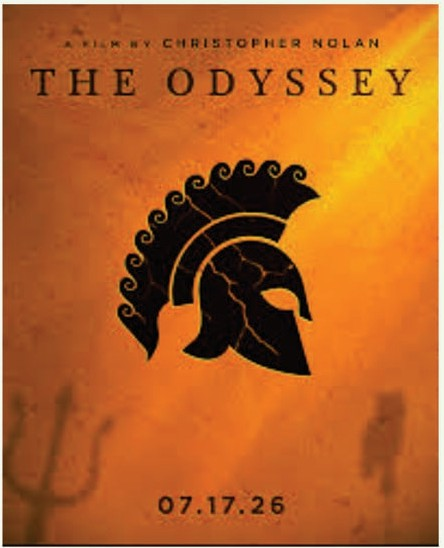 A FILM BY CHRISTOPHER NOLAN
THE ODYSSEY
07.17.26